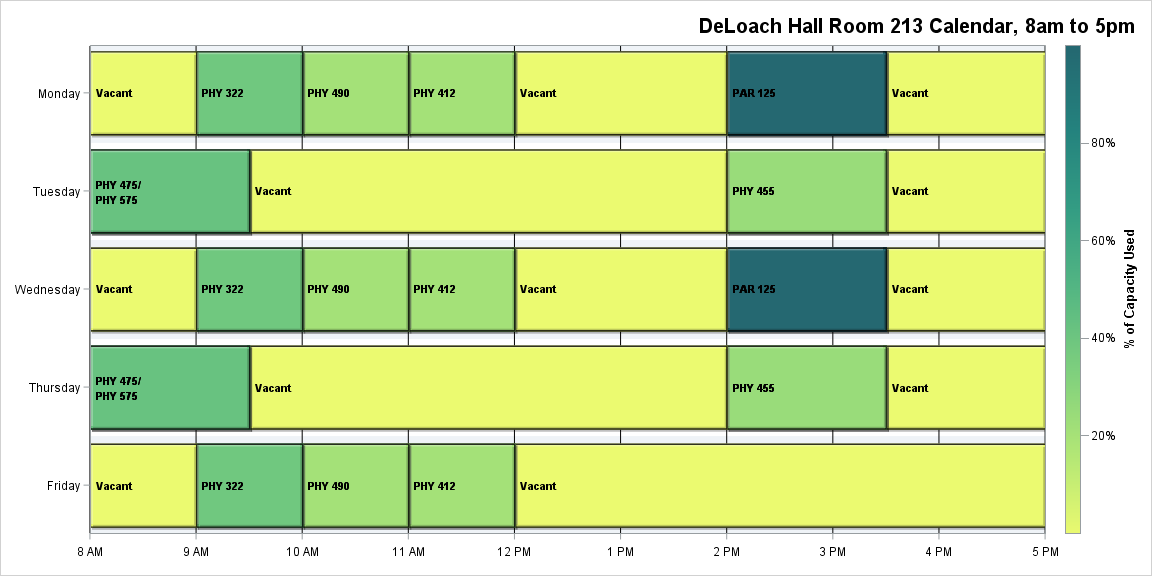 DeLoach Hall Room 213 Calendar, 8am to 5pm
Monday
Vacant
PHY 322
PHY 490
PHY 412
Vacant
PAR 125
Vacant
Tuesday
PHY 475/
PHY 575
Vacant
PHY 455
Vacant
Wednesday
Vacant
PHY 322
PHY 490
PHY 412
Vacant
PAR 125
Vacant
Thursday
PHY 475/
PHY 575
Vacant
PHY 455
Vacant
Friday
Vacant
PHY 322
PHY 490
PHY 412
Vacant
8 AM
9 AM
10 AM
11 AM
12 PM
1 PM
2 PM
3 PM
4 PM
5 PM
80%
60%
40%
20%
% of Capacity Used